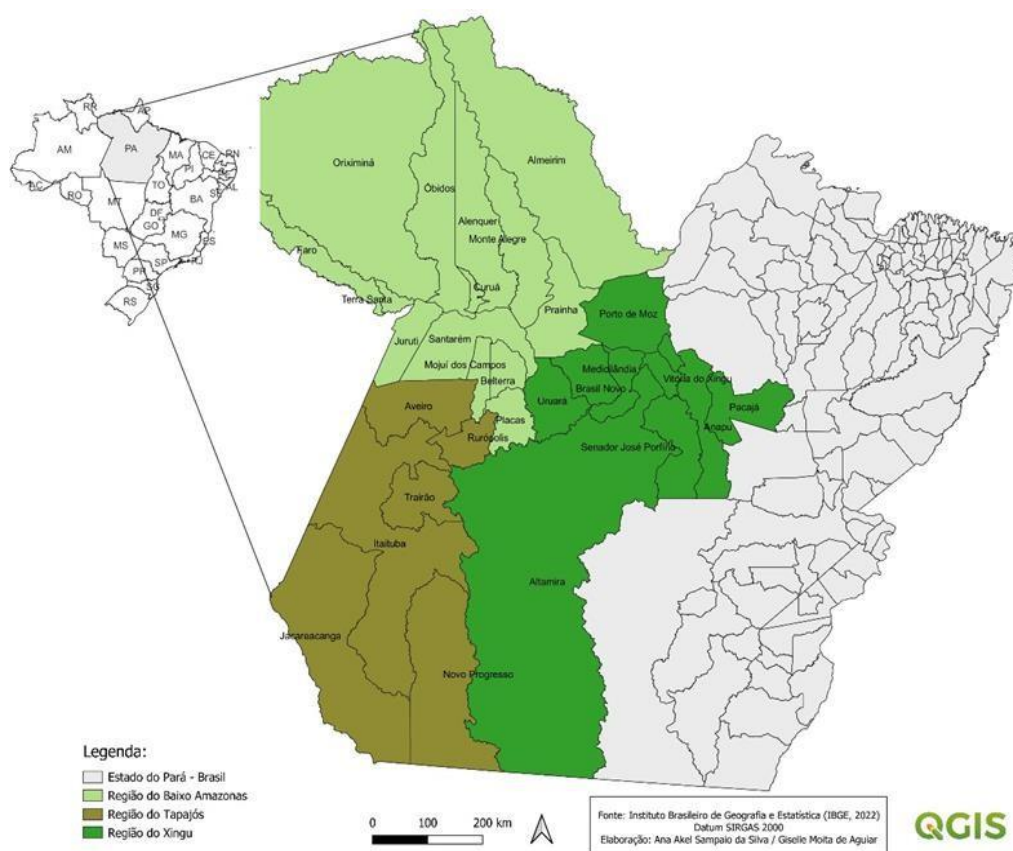 RR
AP
AM
PA
MA
CE
RN
PI
AC
RO
TO
SE
AL
MT
BA
DF
GO
MG
MS
ES
SP
RJ
PR
SC
RS
Oriximiná
Almeirim
Óbidos
Alenquer
Monte Alegre
Faro
Curuá
Terra Santa
Prainha
Porto de Moz
Juruti
Santarém
Mojuí dos Campos
Belterra
Medicilândia
Brasil Novo
Vitória do Xingu
Uruará
Pacajá
Aveiro
Placas
Anapú
Rurópolis
Senador José Porfírio
Trairão
Itaituba
Altamira
Jacareacanga
Novo Progresso
Legenda:
Estado do Pará - Brasil
Região do Baixo Amazonas
Região do Tapajós
Região do Xingu
0 100 200 km
Fonte: Instituto Brasileiro de Geografia e Estatística (IBGE, 2022)
Datum SIRGAS 2000
Elaboração: Ana Akel Sampaio da Silva / Giselle Moita de Aguiar
QGIS